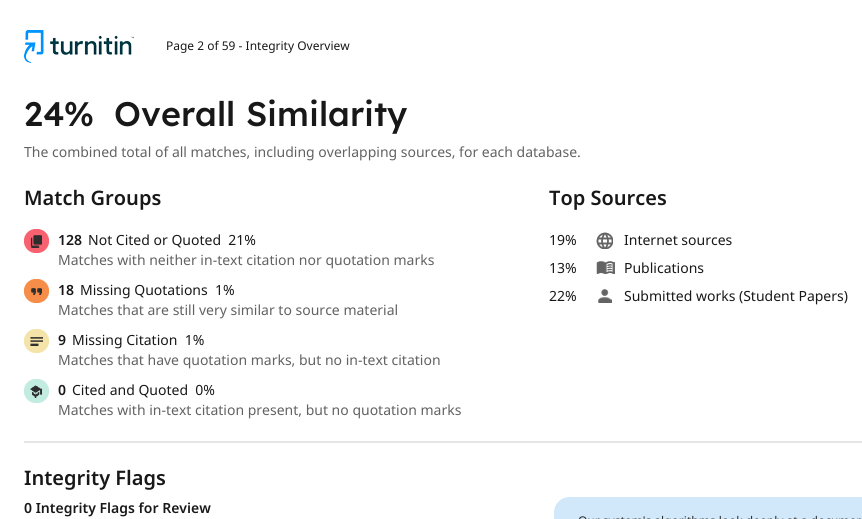 turnitin Page 2 of 59 - Integrity Overview
24% Overall Similarity
The combined total of all matches, including overlapping sources, for each database.
Match Groups
128 Not Cited or Quoted 21%
Matches with neither in-text citation nor quotation marks
18 Missing Quotations 1%
Matches that are still very similar to source material
9 Missing Citation 1%
Matches that have quotation marks, but no in-text citation
0 Cited and Quoted 0%
Matches with in-text citation present, but no quotation marks
Top Sources
19% Internet sources
13% Publications
22% Submitted works (Student Papers)
Integrity Flags
0 Integrity Flags for Review